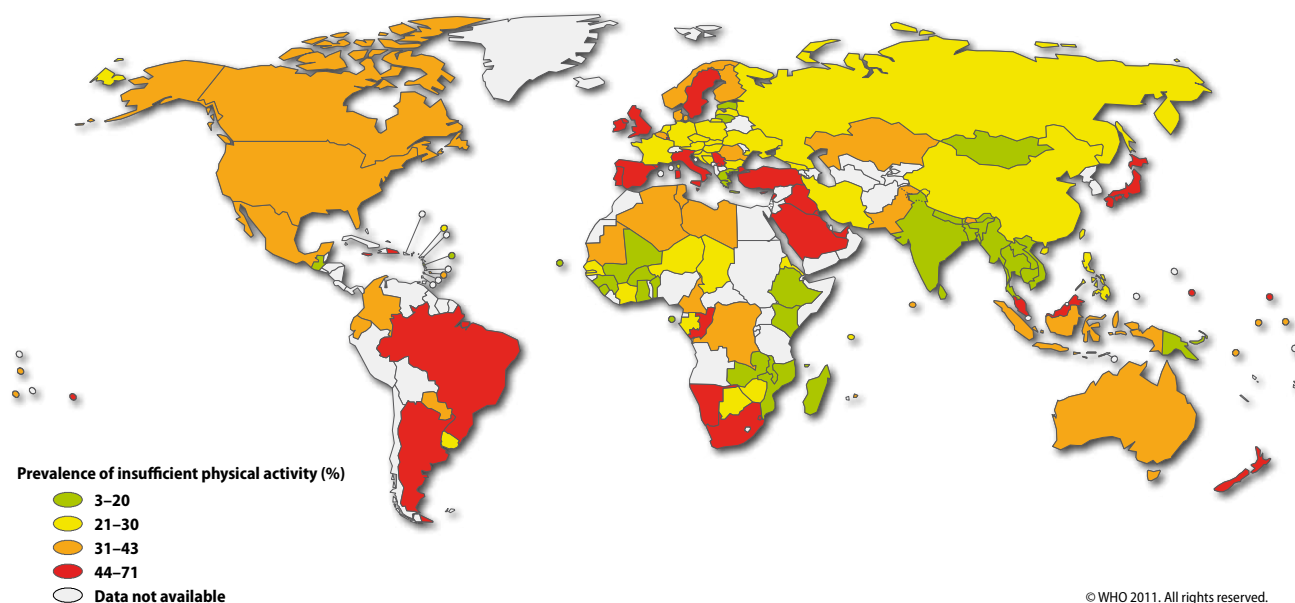 Prevalence of insufficient physical activity (%)
3–20
21–30
31–43
44–71
Data not available
© WHO 2011. All rights reserved.